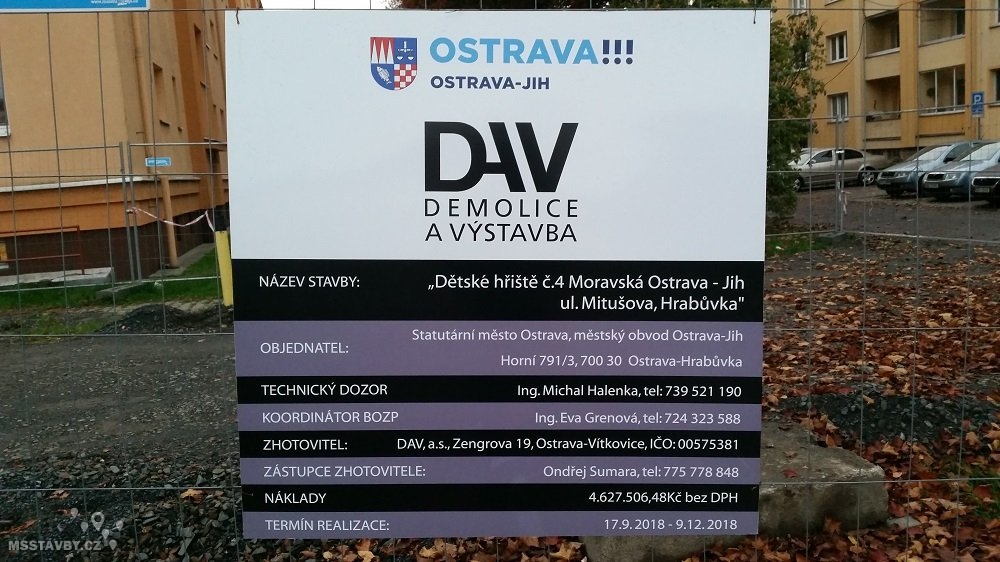 OSTRAVA!!!
OSTRAVA-JIH
DAV
DEMOLICE
A VÝSTAVBA
NÁZEV STAVBY: „Dětské hřiště č.4 Moravská Ostrava - Jih
ul. Mitušova, Hrabůvka"
OBJEDNATEL: Statutární město Ostrava, městský obvod Ostrava-Jih
Horní 791/3, 700 30 Ostrava-Hrabůvka
TECHNICKÝ DOZOR Ing. Michal Halenka, tel: 739 521 190
KOORDINÁTOR BOZP Ing. Eva Grenová, tel: 724 323 588
ZHOTOVITEL: DAV, a.s., Zengrova 19, Ostrava-Vítkovice, IČO: 00575381
ZÁSTUPCE ZHOTOVITELE: Ondřej Sumara, tel: 775 778 848
NÁKLADY 4.627.506,48Kč bez DPH
TERMÍN REALIZACE: 17.9. 2018 - 9.12. 2018
MSSTAVBY.CZ
P